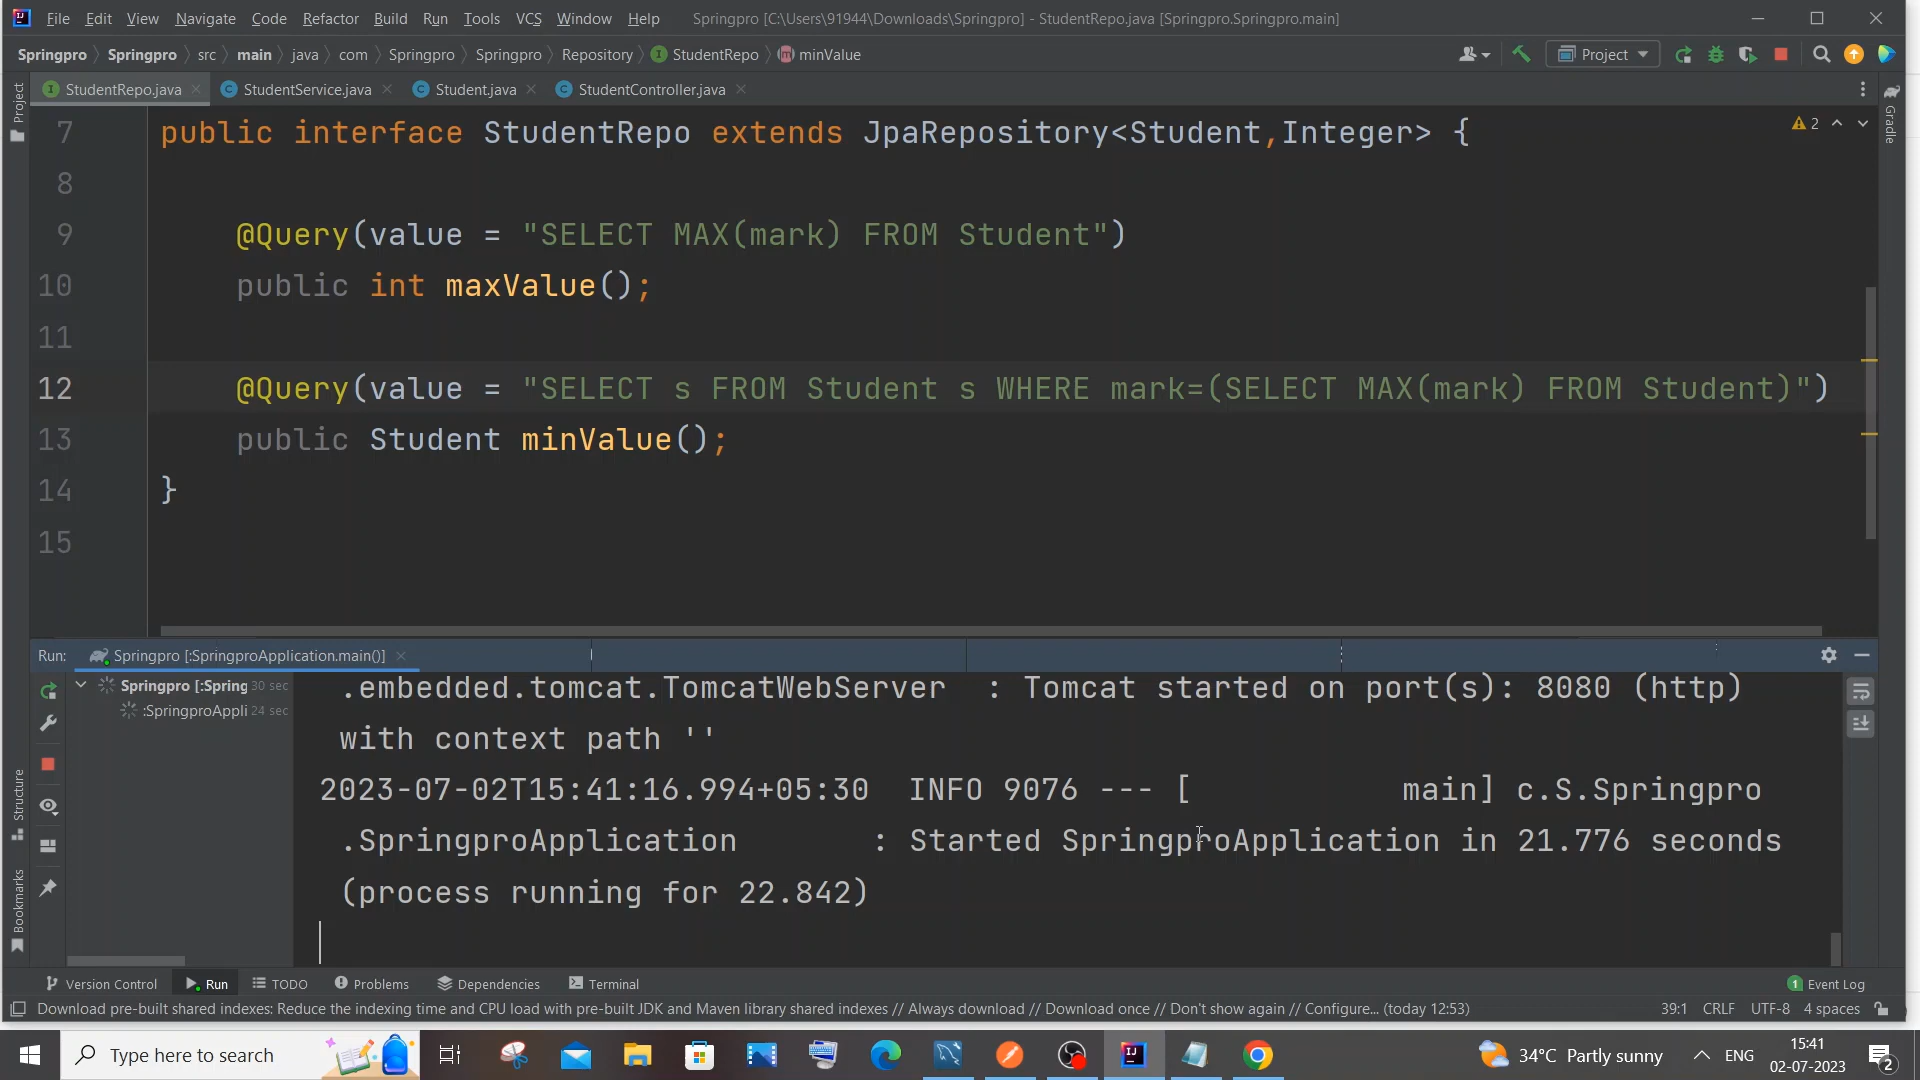 File Edit View Navigate Code Refactor Build Run Tools VCS Window Help Springpro [C:\Users\91944\Downloads\Springpro] - StudentRepo.java [Springpro.Springpro.main]
Springpro Springpro src main java com Springpro Springpro Repository StudentRepo minValue Project
StudentRepo.java StudentService.java Student.java StudentController.java
Project
Gradle
2
7 public interface StudentRepo extends JpaRepository<Student,Integer> {
8
9 @Query(value = "SELECT MAX(mark) FROM Student")
10 public int maxValue();
11
12 @Query(value = "SELECT s FROM Student s WHERE mark=(SELECT MAX(mark) FROM Student)")
13 public Student minValue();
14 }
15
Run: Springpro [:SpringproApplication.main()]
Springpro [:Spring 30 sec
:SpringproAppli 24 sec
.embedded.tomcat.TomcatWebServer : Tomcat started on port(s): 8080 (http)
with context path ''
2023-07-02T15:41:16.994+05:30 INFO 9076 --- [ main] c.S.Springpro
.SpringproApplication : Started SpringproApplication in 21.776 seconds
(process running for 22.842)
Structure
Bookmarks
Version Control Run TODO Problems Dependencies Terminal 1 Event Log
Download pre-built shared indexes: Reduce the indexing time and CPU load with pre-built JDK and Maven library shared indexes // Always download // Download once // Don't show again // Configure... (today 12:53) 39:1 CRLF UTF-8 4 spaces
Type here to search 34°C Partly sunny ENG 15:41
02-07-2023 2